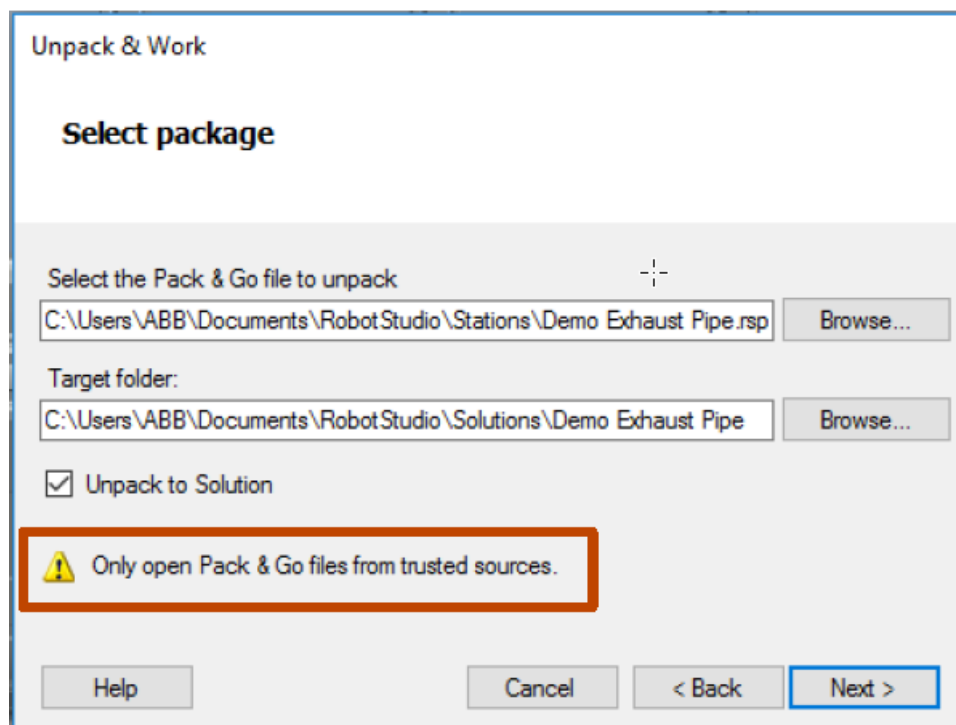 Unpack & Work
Select package
Select the Pack & Go file to unpack
C:\Users\ABB\Documents\RobotStudio\Stations\Demo Exhaust Pipe.rsp
Browse...
Target folder:
C:\Users\ABB\Documents\RobotStudio\Solutions\Demo Exhaust Pipe
Browse...
Unpack to Solution
Only open Pack & Go files from trusted sources.
Help
Cancel
< Back
Next >